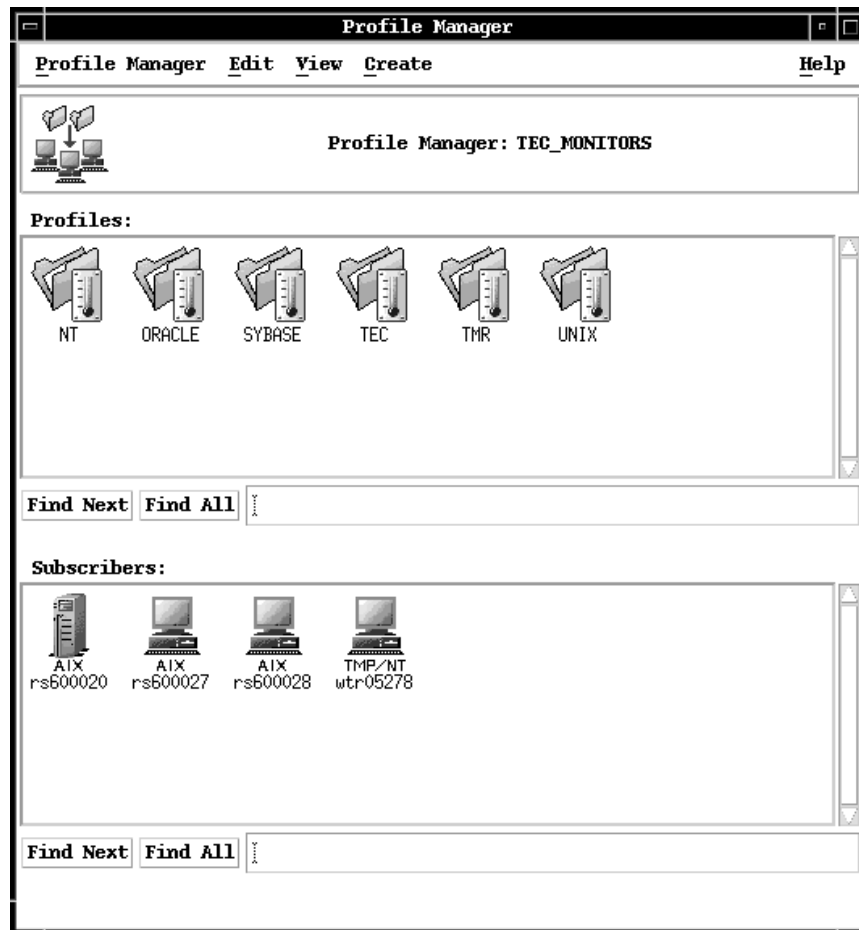 Profile Manager
Profile Manager Edit View Create Help
Profile Manager: TEC_MONITORS
Profiles:
NT ORACLE SYBASE TEC TMR UNIX
Find Next Find All
Subscribers:
AIX AIX AIX TMP/NT
rs600020 rs600027 rs600028 wtr05278
Find Next Find All